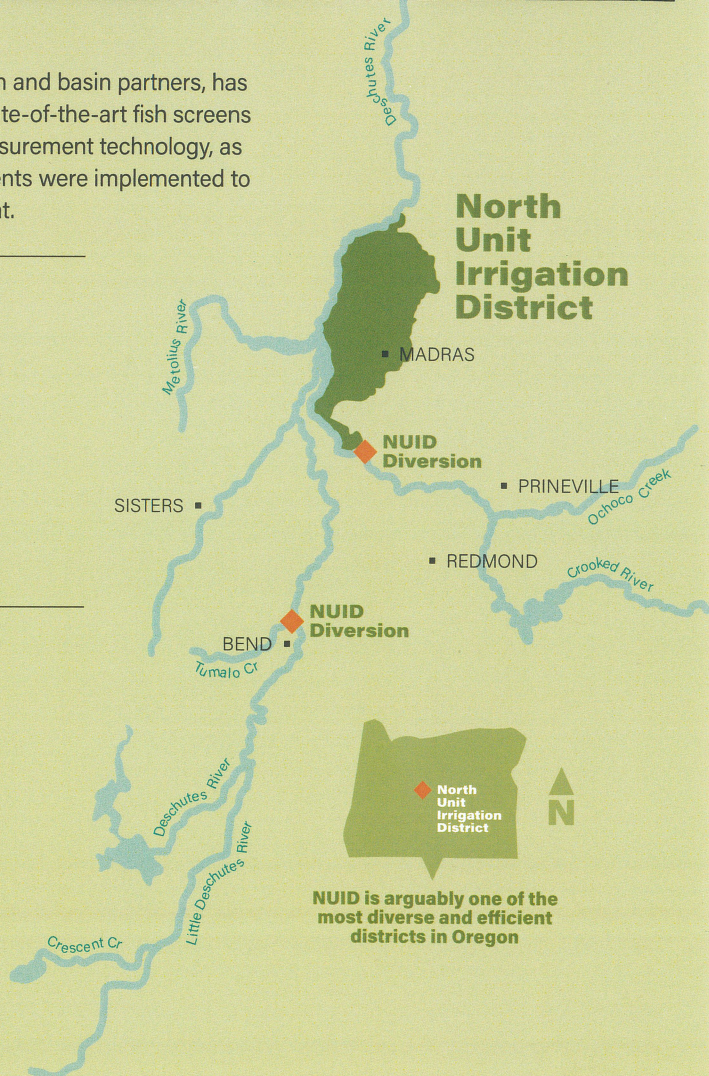 n and basin partners, has
te-of-the-art fish screens
surement technology, as
ents were implemented to
t.
Deschutes River
North
Unit
Irrigation
District
Metolius River
MADRAS
NUID
Diversion
PRINEVILLE
Ochoco Creek
SISTERS
REDMOND
Crooked River
NUID
Diversion
BEND
Tumalo Cr
Deschutes River
North
Unit
Irrigation
District
N
Little Deschutes River
NUID is arguably one of the
most diverse and efficient
districts in Oregon
Crescent Cr